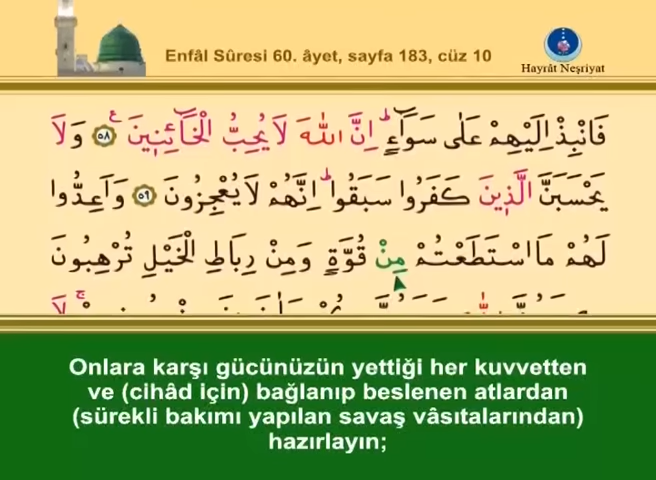 Enfâl Sûresi 60. âyet, sayfa 183, cüz 10
Hayrât Neşriyat
فَانْبِذْ اِلَيْهِمْ عَلٰى سَوَٓاءٍۜ اِنَّ اللّٰهَ لَا يُحِبُّ الْخَٓائِن۪ينَ ﴿٥٨﴾ وَلَا
يَحْسَبَنَّ الَّذ۪ينَ كَفَرُوا سَبَقُواۜ اِنَّهُمْ لَا يُعْجِزُونَ ﴿٥٩﴾ وَاَعِدُّوا
لَهُمْ مَا اسْتَطَعْتُمْ مِنْ قُوَّةٍ وَمِنْ رِبَاطِ الْخَيْلِ تُرْهِبُونَ
Onlara karşı gücünüzün yettiği her kuvvetten
ve (cihâd için) bağlanıp beslenen atlardan
(sürekli bakımı yapılan savaş vâsıtalarından)
hazırlayın;